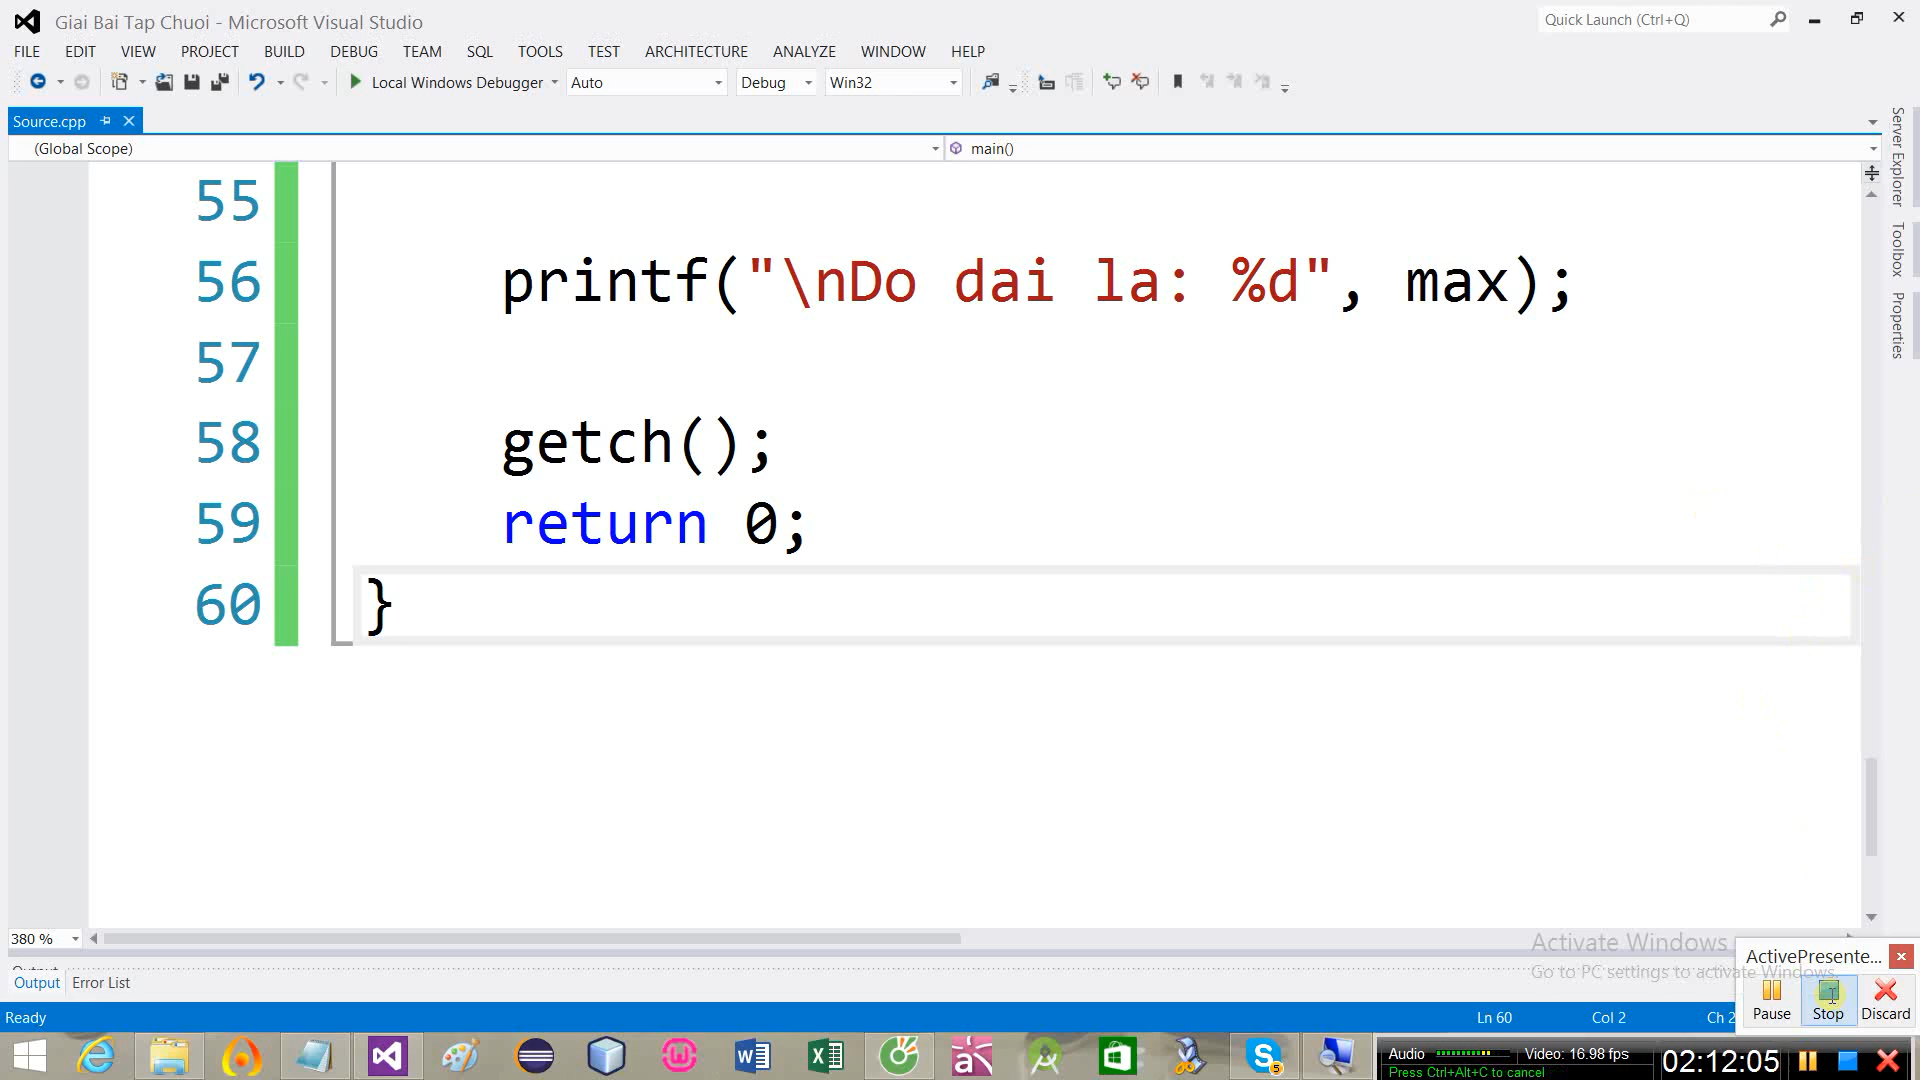 Giai Bai Tap Chuoi - Microsoft Visual Studio
Quick Launch (Ctrl+Q)
FILE EDIT VIEW PROJECT BUILD DEBUG TEAM SQL TOOLS TEST ARCHITECTURE ANALYZE WINDOW HELP
Local Windows Debugger Auto Debug Win32
Source.cpp
(Global Scope) main()
Server Explorer
Toolbox
Properties
55
56 printf("\nDo dai la: %d", max);
57
58 getch();
59 return 0;
60 }
380 %
Activate Windows
Go to PC settings to activate Windows.
ActivePresente...
Pause Stop Discard
Output
Output Error List
Ready Ln 60 Col 2 Ch 2
Audio Video: 16.98 fps
Press Ctrl+Alt+C to cancel
02:12:05